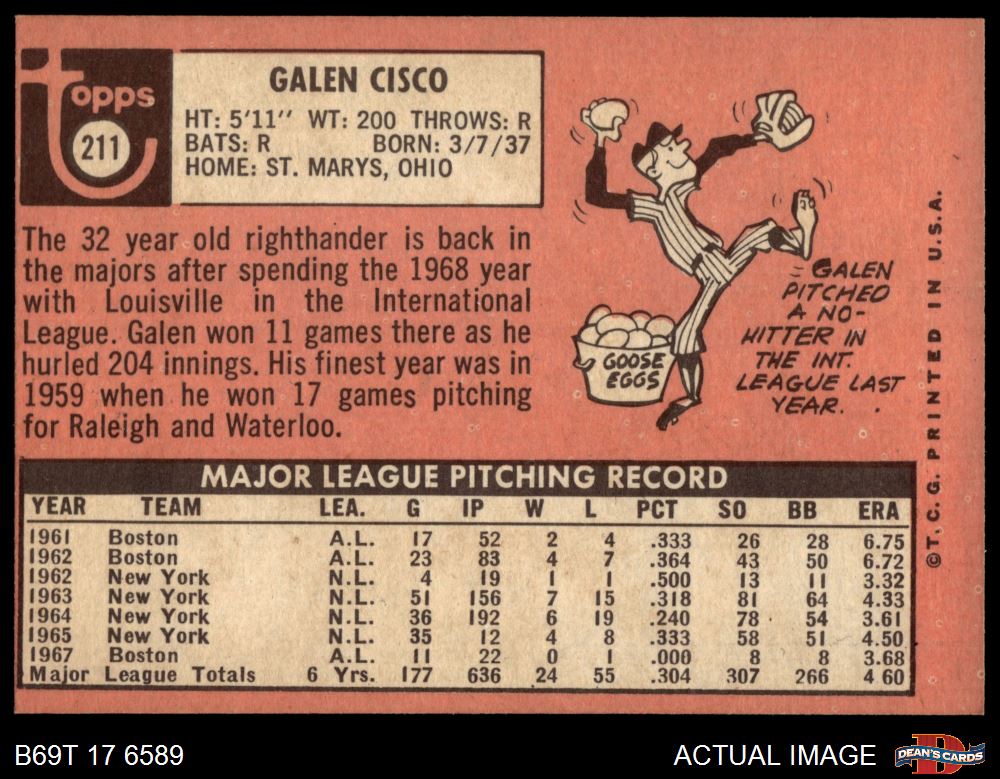 topps
211
GALEN CISCO
HT: 5'11" WT: 200 THROWS: R
BATS: R BORN: 3/7/37
HOME: ST. MARYS, OHIO
The 32 year old righthander is back in
the majors after spending the 1968 year
with Louisville in the International
League. Galen won 11 games there as he
hurled 204 innings. His finest year was in
1959 when he won 17 games pitching
for Raleigh and Waterloo.
GOOSE
EGGS
GALEN
PITCHED
A NO-
HITTER IN
THE INT.
LEAGUE LAST
YEAR.
MAJOR LEAGUE PITCHING RECORD
YEAR TEAM LEA. G IP W L PCT SO BB ERA
1961 Boston A.L. 17 52 2 4 .333 26 28 6.75
1962 Boston A.L. 23 83 4 7 .364 43 50 6.72
1962 New York N.L. 4 19 1 1 .500 13 11 3.32
1963 New York N.L. 51 156 7 15 .318 81 64 4.33
1964 New York N.L. 36 192 6 19 .240 78 54 3.61
1965 New York N.L. 35 12 4 8 .333 58 51 4.50
1967 Boston A.L. 11 22 0 1 .000 8 8 3.68
Major League Totals 6 Yrs. 177 636 24 55 .304 307 266 4 60
©T. C. G. PRINTED IN U.S.A.
B69T 17 6589
ACTUAL IMAGE
DEAN'S CARDS